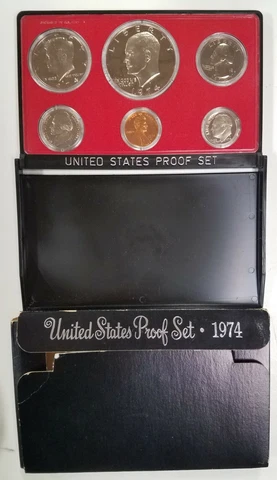 LIBERTY
1974
UNITED STATES PROOF SET
United States Proof Set • 1974